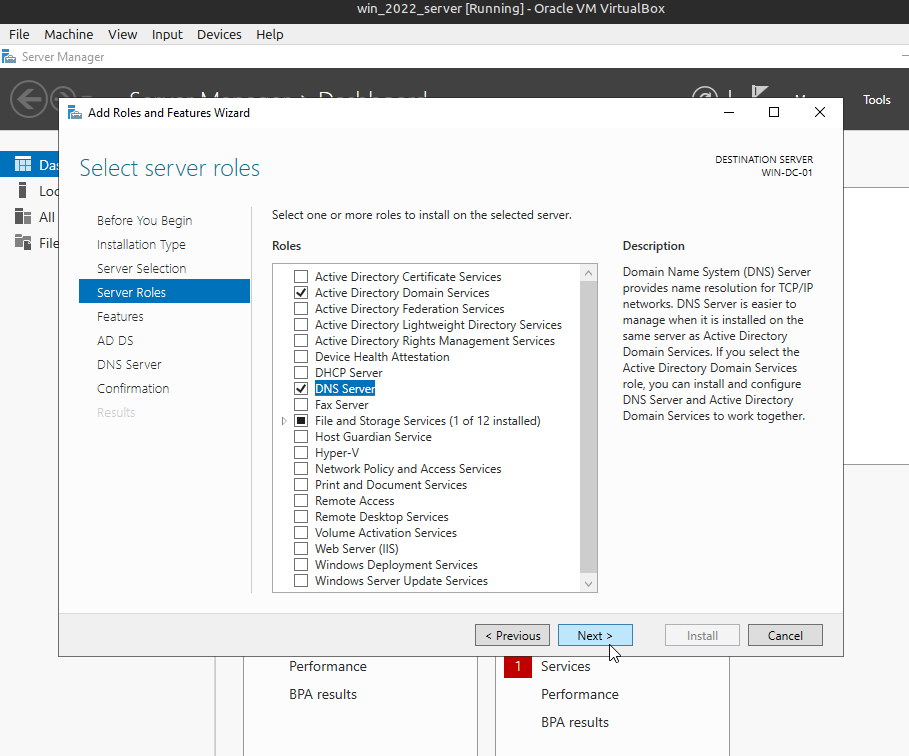 win_2022_server [Running] - Oracle VM VirtualBox
File Machine View Input Devices Help
Server Manager
Tools
Add Roles and Features Wizard
Select server roles
DESTINATION SERVER
WIN-DC-01
Before You Begin
Installation Type
Server Selection
Server Roles
Features
AD DS
DNS Server
Confirmation
Results
Select one or more roles to install on the selected server.
Roles
Active Directory Certificate Services
Active Directory Domain Services
Active Directory Federation Services
Active Directory Lightweight Directory Services
Active Directory Rights Management Services
Device Health Attestation
DHCP Server
DNS Server
Fax Server
File and Storage Services (1 of 12 installed)
Host Guardian Service
Hyper-V
Network Policy and Access Services
Print and Document Services
Remote Access
Remote Desktop Services
Volume Activation Services
Web Server (IIS)
Windows Deployment Services
Windows Server Update Services
Description
Domain Name System (DNS) Server
provides name resolution for TCP/IP
networks. DNS Server is easier to
manage when it is installed on the
same server as Active Directory
Domain Services. If you select the
Active Directory Domain Services
role, you can install and configure
DNS Server and Active Directory
Domain Services to work together.
< Previous
Next >
Install
Cancel
Performance
BPA results
1 Services
Performance
BPA results